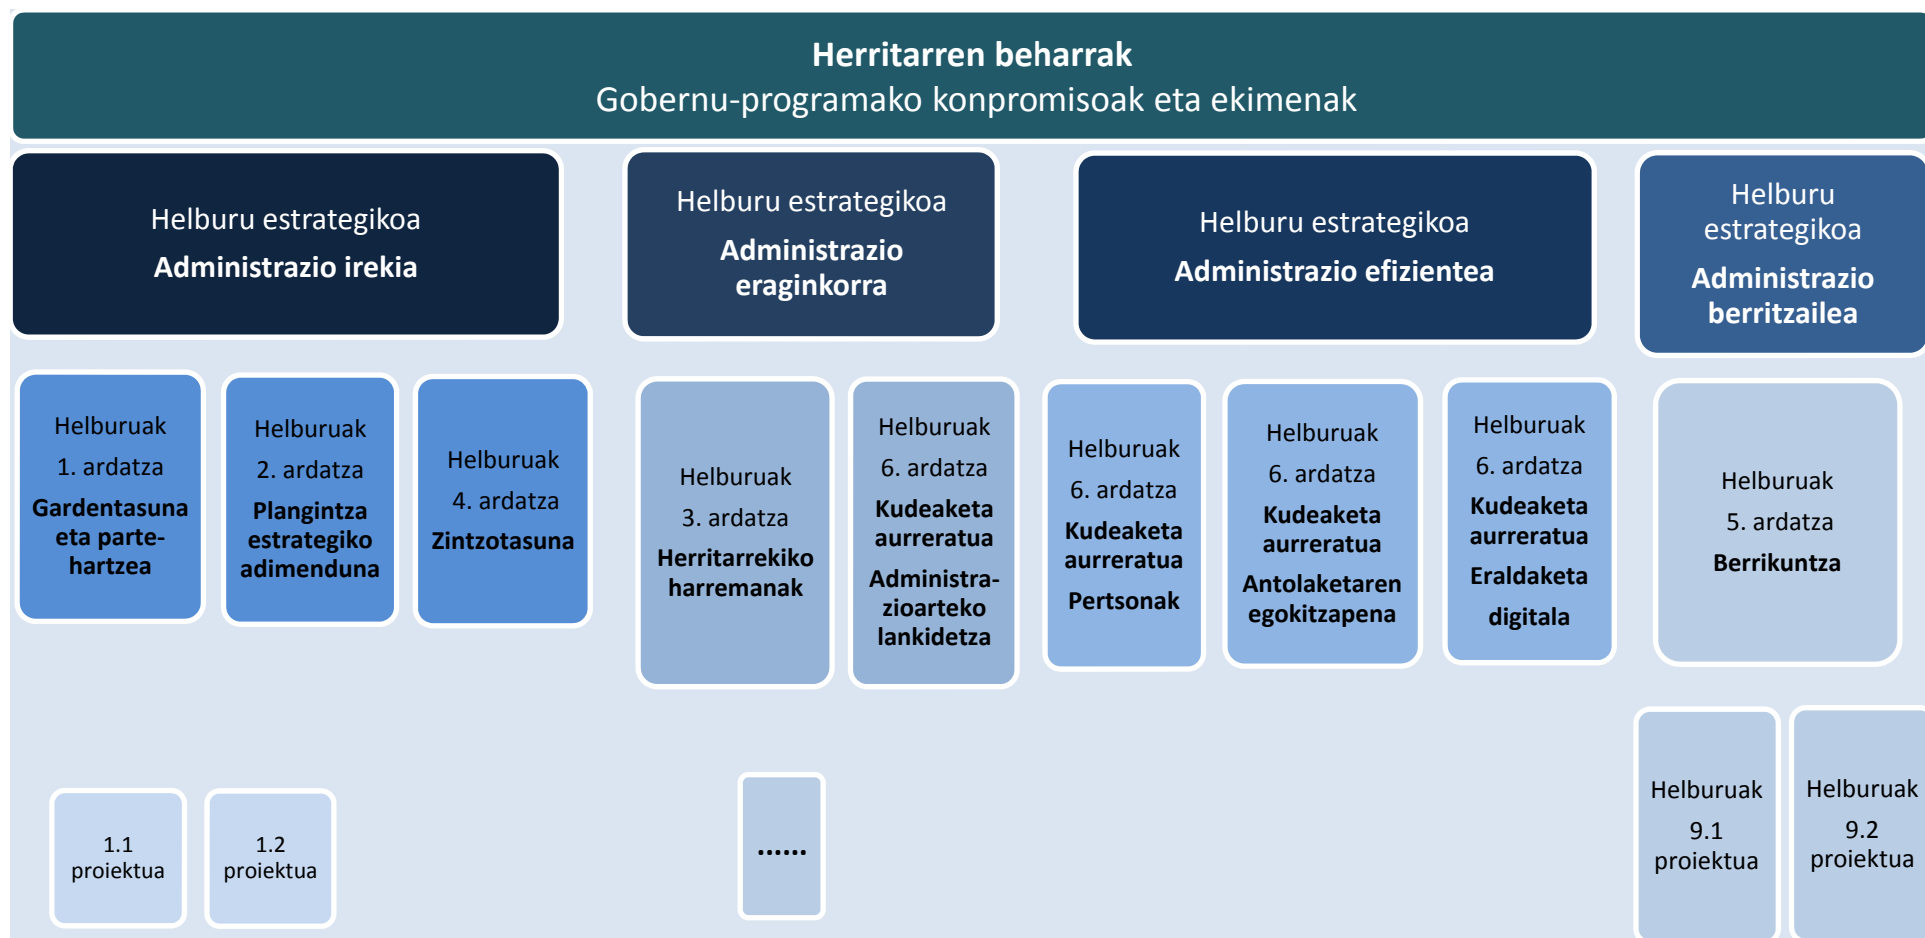 Herritarren beharrak
Gobernu-programako konpromisoak eta ekimenak
Helburu estrategikoa
Administrazio irekia
Helburu estrategikoa
Administrazio
eraginkorra
Helburu estrategikoa
Administrazio efizientea
Helburu
estrategikoa
Administrazio
berritzailea
Helburuak
1. ardatza
Gardentasuna
eta parte-
hartzea
Helburuak
2. ardatza
Plangintza
estrategiko
adimenduna
Helburuak
4. ardatza
Zintzotasuna
Helburuak
3. ardatza
Herritarrekiko
harremanak
Helburuak
6. ardatza
Kudeaketa
aurreratua
Administra-
zioarteko
lankidetza
Helburuak
6. ardatza
Kudeaketa
aurreratua
Pertsonak
Helburuak
6. ardatza
Kudeaketa
aurreratua
Antolaketaren
egokitzapena
Helburuak
6. ardatza
Kudeaketa
aurreratua
Eraldaketa
digitala
Helburuak
5. ardatza
Berrikuntza
1.1
proiektua
1.2
proiektua
......
Helburuak
9.1
proiektua
Helburuak
9.2
proiektua